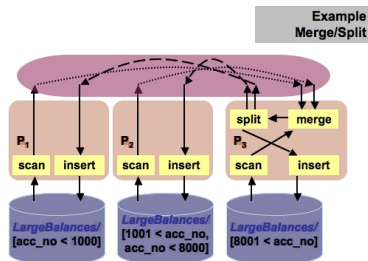 Example
Merge/Split
split
merge
P1
P2
P3
scan
insert
scan
insert
scan
insert
LargeBalances/
[acc_no < 1000]
LargeBalances/
[1001 < acc_no,
acc_no < 8000]
LargeBalances/
[8001 < acc_no]